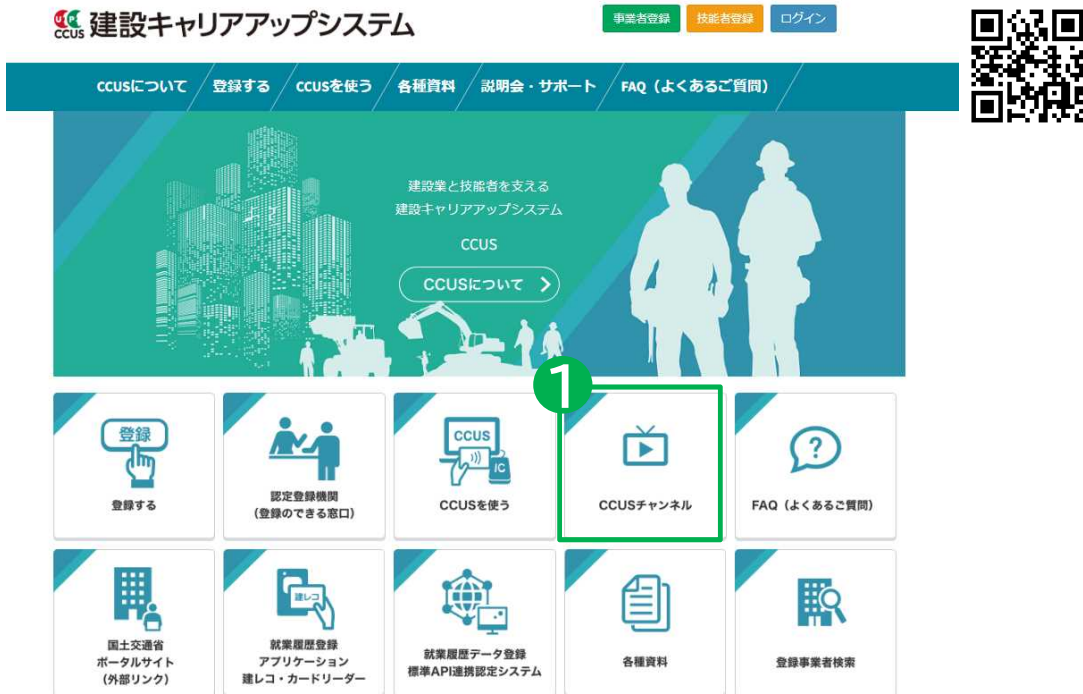 CCUS 建設キャリアアップシステム
事業者登録 技能者登録 ログイン
CCUSについて 登録する CCUSを使う 各種資料 説明会・サポート FAQ（よくあるご質問）
建設業と技能者を支える
建設キャリアアップシステム
CCUS
CCUSについて
1
登録
登録する
認定登録機関
（登録のできる窓口）
CCUS
IC
CCUSを使う
CCUSチャンネル
?
FAQ（よくあるご質問）
国土交通省
ポータルサイト
（外部リンク）
建レコ
就業履歴登録
アプリケーション
建レコ・カードリーダー
就業履歴データ登録
標準API連携認定システム
各種資料
登録事業者検索